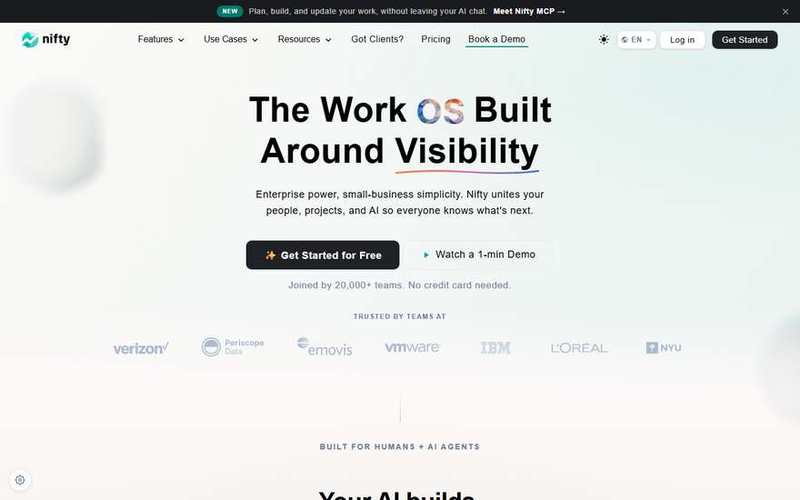 NEW Plan, build, and update your work, without leaving your AI chat. Meet Nifty MCP →
nifty Features Use Cases Resources Got Clients? Pricing Book a Demo EN Log in Get Started
The Work OS Built
Around Visibility
Enterprise power, small-business simplicity. Nifty unites your
people, projects, and AI so everyone knows what's next.
✨ Get Started for Free Watch a 1-min Demo
Joined by 20,000+ teams. No credit card needed.
TRUSTED BY TEAMS AT
verizon✓ Periscope Data emovis vmware IBM L'ORÉAL NYU
BUILT FOR HUMANS + AI AGENTS
Your AI builds